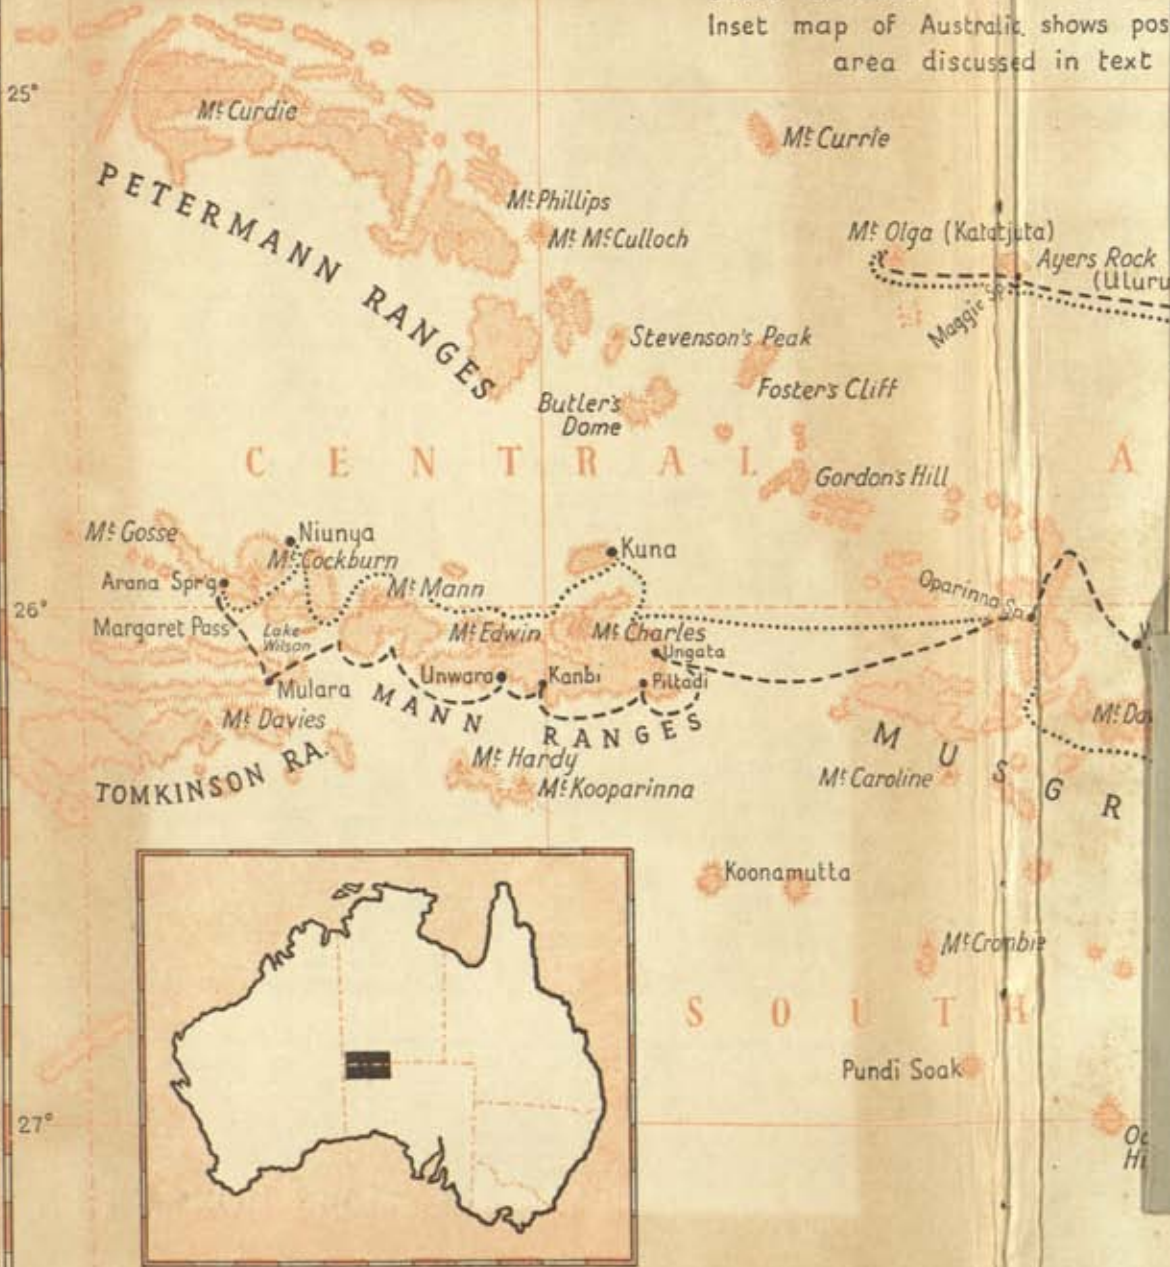 Inset map of Australia shows pos
area discussed in text
25°
Mt Curdie
Mt Currie
PETERMANN RANGES
Mt Phillips
Mt McCulloch
Mt Olga (Katatjuta)
Ayers Rock
(Uluru
Maggie Sp.
Stevenson's Peak
Foster's Cliff
Butler's
Dome
CENTRAL A
Gordon's Hill
Mt Gosse
Niunya
Mt Cockburn
Kuna
Arana Spr'g
Mt Mann
Oparinna Sp.
26°
Margaret Pass
Lake
Wilson
Mt Edwin
Mt Charles
Ungata
Unwara
Kanbi
Piltadi
Mulara
MANN RANGES
Mt Davies
Mt Da
MUSGR
TOMKINSON RA.
Mt Hardy
Mt Caroline
Mt Kooparinna
Koonamutta
Mt Crombie
SOUTH
Pundi Soak
27°
Hi